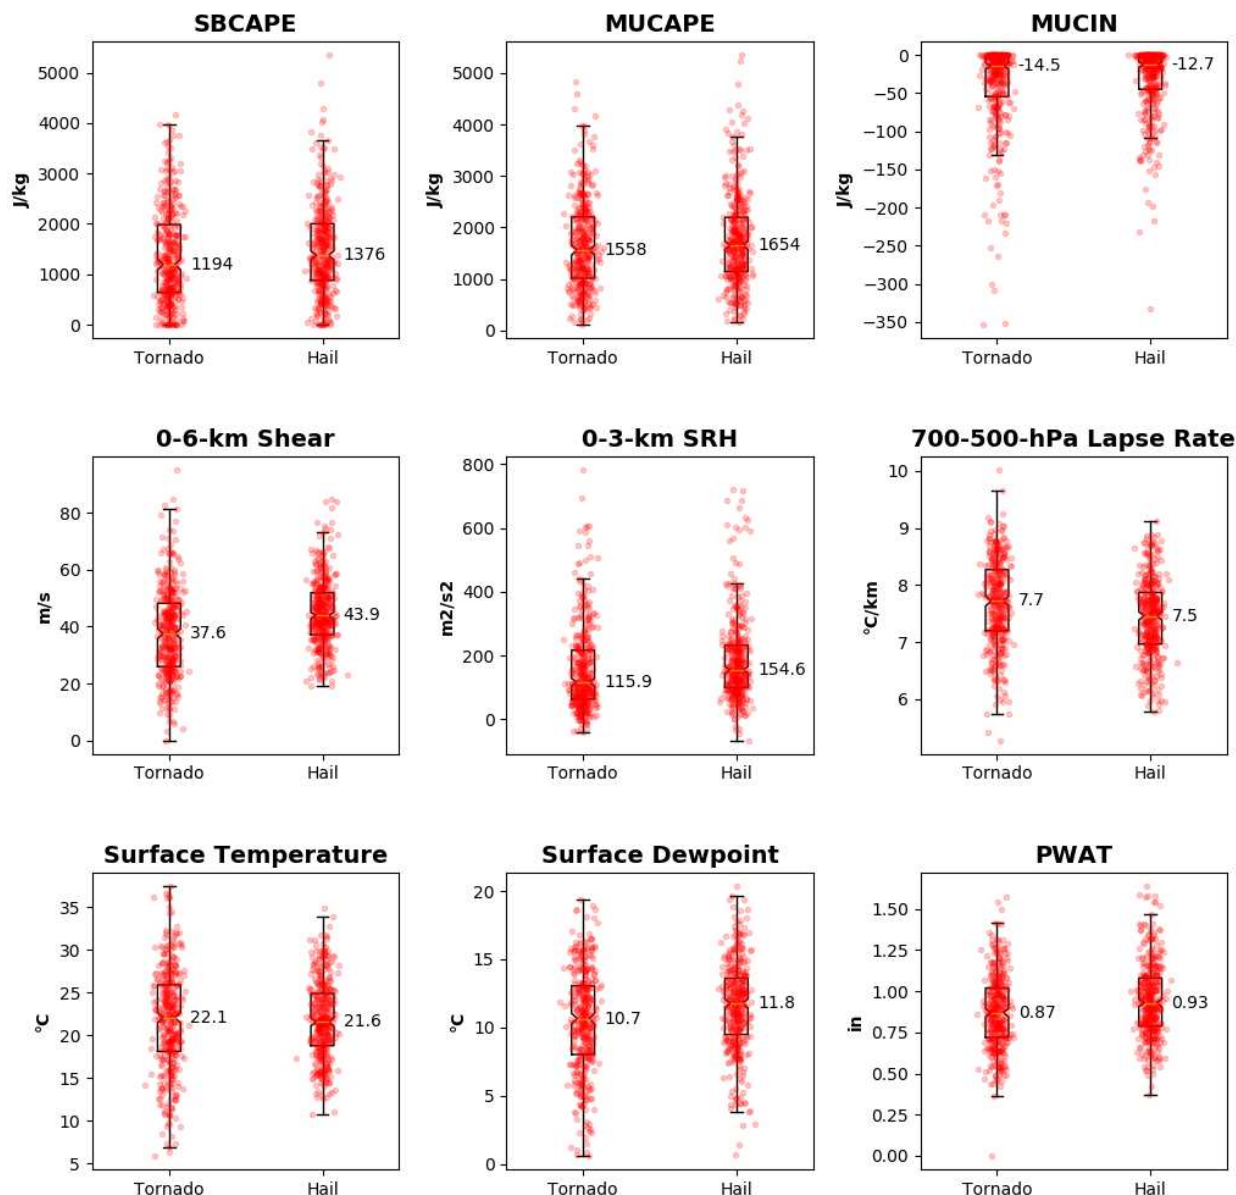 SBCAPE
MUCAPE
MUCIN
5000
4000
3000
2000
1000
0
J/kg
1194
1376
Tornado
Hail
5000
4000
3000
2000
1000
0
J/kg
1558
1654
Tornado
Hail
0
−50
−100
−150
−200
−250
−300
−350
J/kg
-14.5
-12.7
Tornado
Hail
0-6-km Shear
0-3-km SRH
700-500-hPa Lapse Rate
80
60
40
20
0
m/s
37.6
43.9
Tornado
Hail
800
600
400
200
0
m2/s2
115.9
154.6
Tornado
Hail
10
9
8
7
6
°C/km
7.7
7.5
Tornado
Hail
Surface Temperature
Surface Dewpoint
PWAT
35
30
25
20
15
10
5
°C
22.1
21.6
Tornado
Hail
20
15
10
5
0
°C
10.7
11.8
Tornado
Hail
1.50
1.25
1.00
0.75
0.50
0.25
0.00
in
0.87
0.93
Tornado
Hail